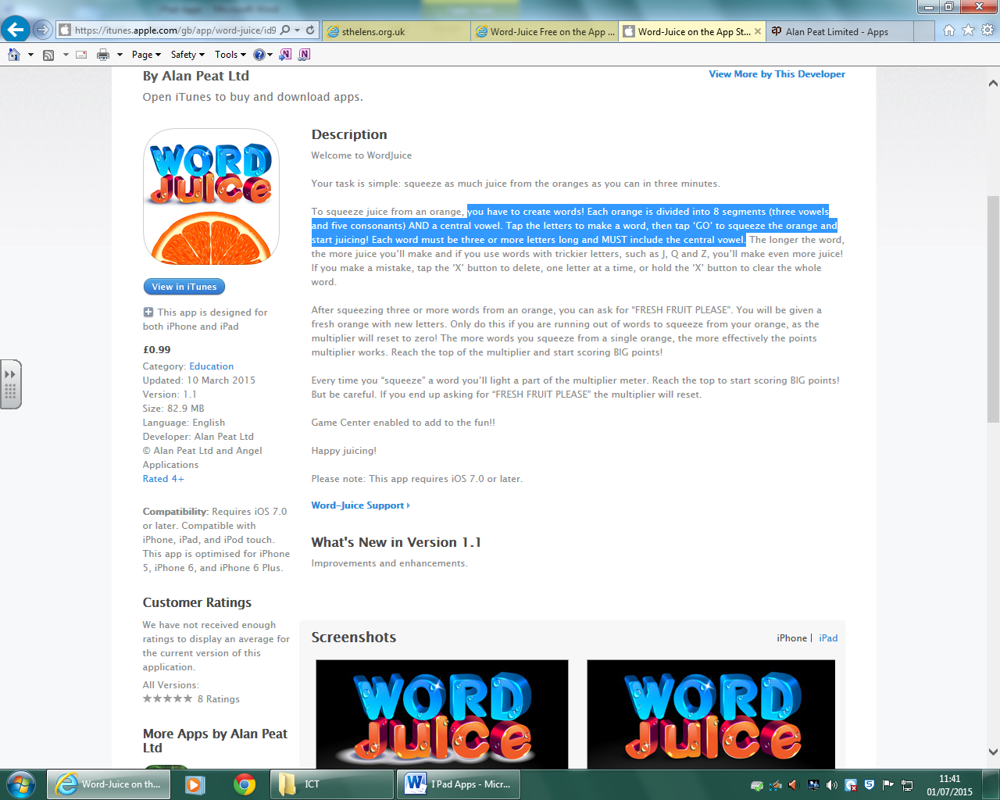 https://itunes.apple.com/gb/app/word-juice/id9
sthelens.org.uk
Word-Juice Free on the App ...
Word-Juice on the App St...
Alan Peat Limited - Apps
Page
Safety
Tools
By Alan Peat Ltd
View More by This Developer
Open iTunes to buy and download apps.
WORD
JUICE
View in iTunes
This app is designed for
both iPhone and iPad
£0.99
Category: Education
Updated: 10 March 2015
Version: 1.1
Size: 82.9 MB
Language: English
Developer: Alan Peat Ltd
© Alan Peat Ltd and Angel
Applications
Rated 4+
Compatibility: Requires iOS 7.0
or later. Compatible with
iPhone, iPad, and iPod touch.
This app is optimised for iPhone
5, iPhone 6, and iPhone 6 Plus.
Customer Ratings
We have not received enough
ratings to display an average for
the current version of this
application.
All Versions:
★★★★★ 8 Ratings
More Apps by Alan Peat
Ltd
Description
Welcome to WordJuice
Your task is simple: squeeze as much juice from the oranges as you can in three minutes.
To squeeze juice from an orange, you have to create words! Each orange is divided into 8 segments (three vowels
and five consonants) AND a central vowel. Tap the letters to make a word, then tap ‘GO’ to squeeze the orange and
start juicing! Each word must be three or more letters long and MUST include the central vowel. The longer the word,
the more juice you’ll make and if you use words with trickier letters, such as J, Q and Z, you’ll make even more juice!
If you make a mistake, tap the ‘X’ button to delete, one letter at a time, or hold the ‘X’ button to clear the whole
word.
After squeezing three or more words from an orange, you can ask for “FRESH FRUIT PLEASE”. You will be given a
fresh orange with new letters. Only do this if you are running out of words to squeeze from your orange, as the
multiplier will reset to zero! The more words you squeeze from a single orange, the more effectively the points
multiplier works. Reach the top of the multiplier and start scoring BIG points!
Every time you “squeeze” a word you’ll light a part of the multiplier meter. Reach the top to start scoring BIG points!
But be careful. If you end up asking for “FRESH FRUIT PLEASE” the multiplier will reset.
Game Center enabled to add to the fun!!
Happy juicing!
Please note: This app requires iOS 7.0 or later.
Word-Juice Support
What's New in Version 1.1
Improvements and enhancements.
Screenshots
iPhone | iPad
WORD
JUICE
WORD
JUICE
Word-Juice on th...
ICT
I Pad Apps - Micr...
11:41
01/07/2015